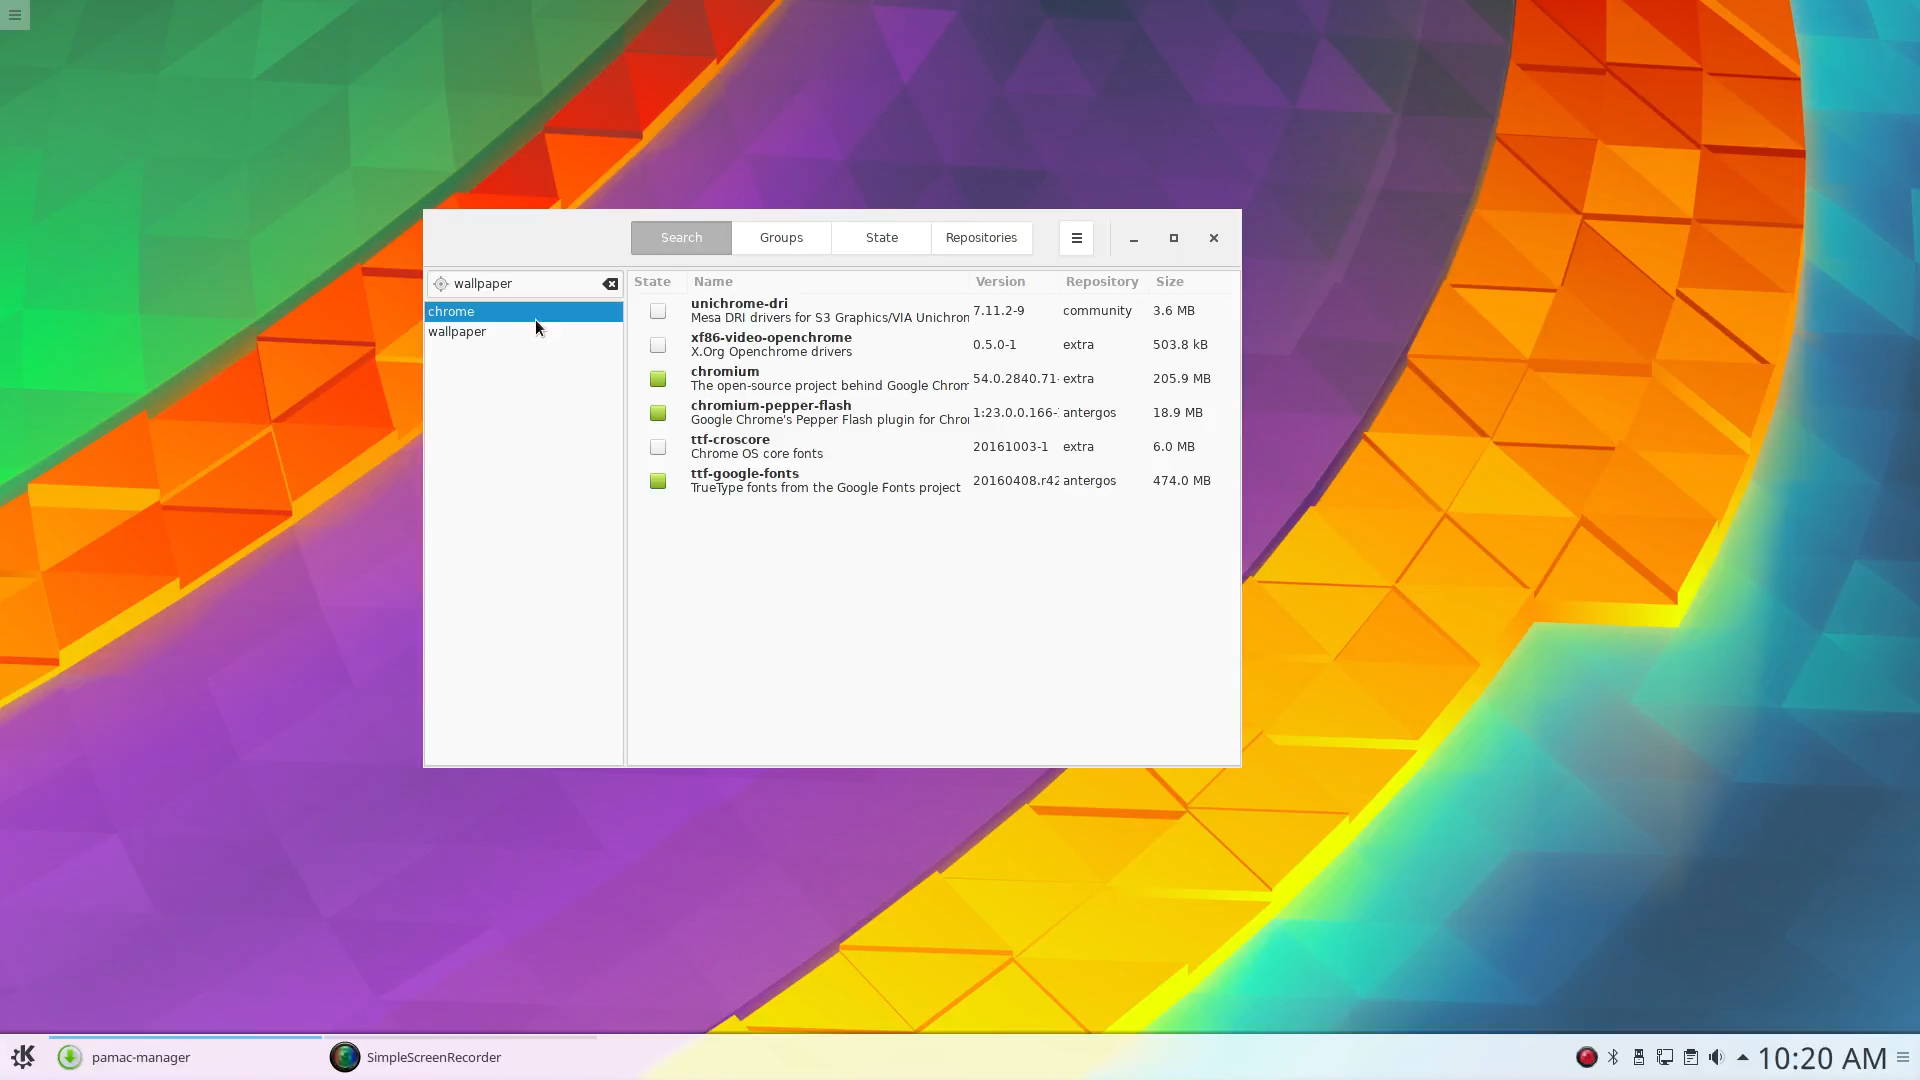 Search Groups State Repositories
wallpaper
chrome
wallpaper
State Name Version Repository Size
unichrome-dri
Mesa DRI drivers for S3 Graphics/VIA Unichron 7.11.2-9 community 3.6 MB
xf86-video-openchrome
X.Org Openchrome drivers 0.5.0-1 extra 503.8 kB
chromium
The open-source project behind Google Chrom 54.0.2840.71- extra 205.9 MB
chromium-pepper-flash
Google Chrome's Pepper Flash plugin for Chro 1:23.0.0.166- antergos 18.9 MB
ttf-croscore
Chrome OS core fonts 20161003-1 extra 6.0 MB
ttf-google-fonts
TrueType fonts from the Google Fonts project 20160408.r42 antergos 474.0 MB
pamac-manager SimpleScreenRecorder 10:20 AM